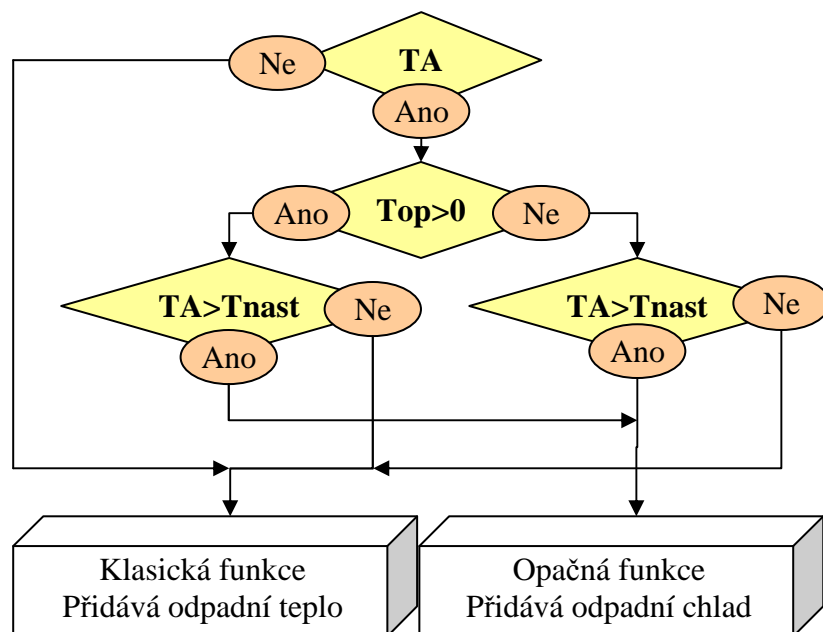 Ne
TA
Ano
Ano
Top>0
Ne
TA>Tnast
Ne
Ano
TA>Tnast
Ne
Ano
Klasická funkce
Přidává odpadní teplo
Opačná funkce
Přidává odpadní chlad